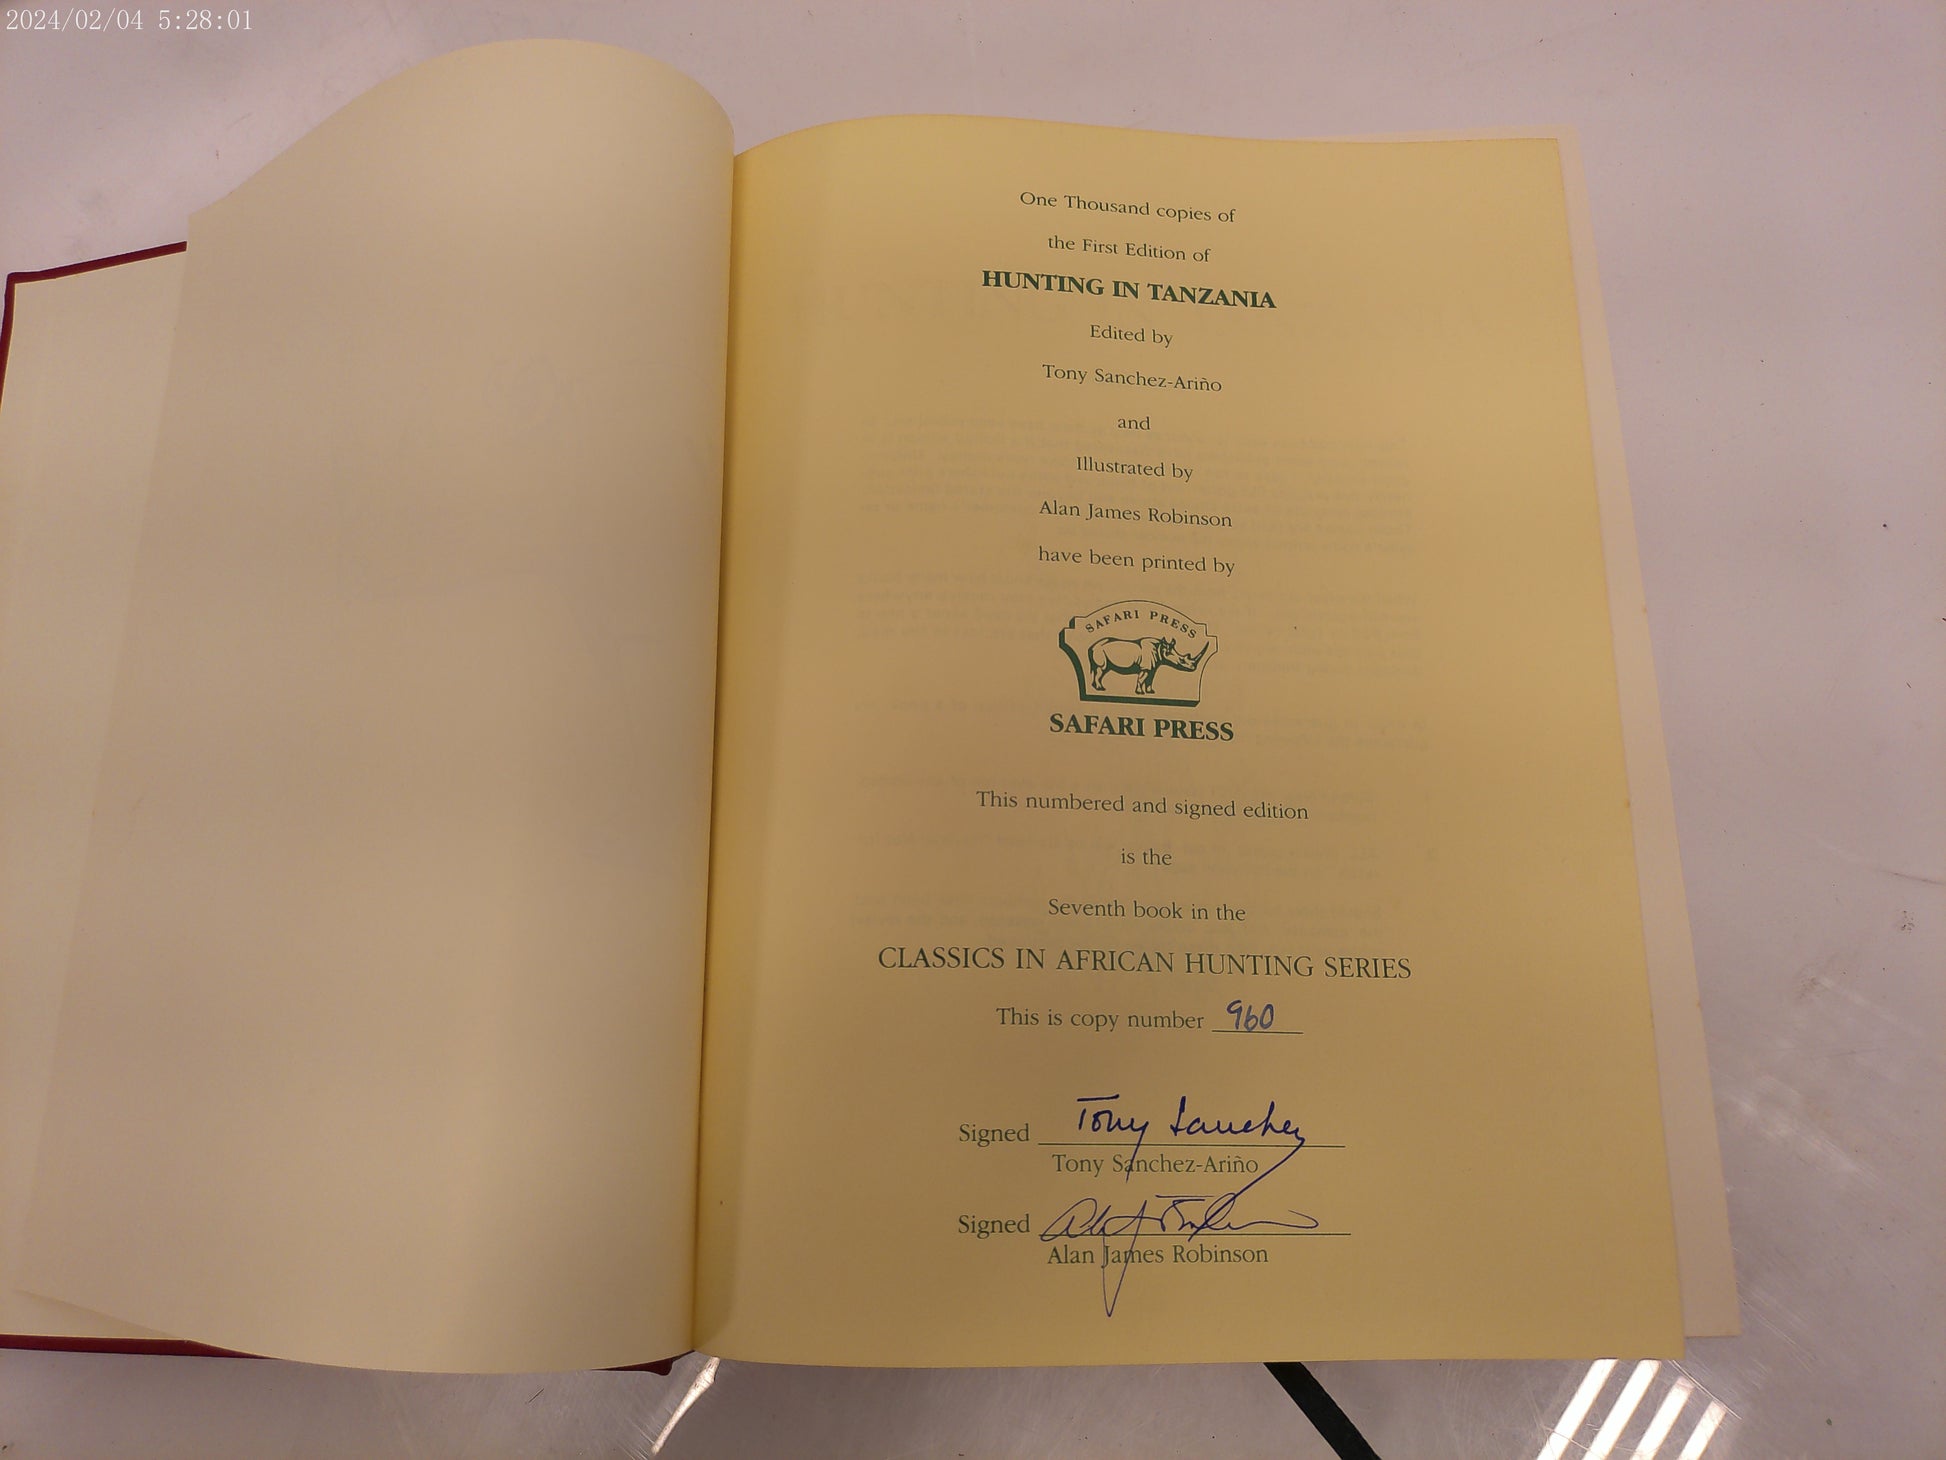 2024/02/04 5:28:01
One Thousand copies of
the First Edition of
HUNTING IN TANZANIA
Edited by
Tony Sanchez-Ariño
and
Illustrated by
Alan James Robinson
have been printed by
SAFARI PRESS
SAFARI PRESS
This numbered and signed edition
is the
Seventh book in the
CLASSICS IN AFRICAN HUNTING SERIES
This is copy number 960
Signed Tony Sanchez
Tony Sanchez-Ariño
Signed
Alan James Robinson